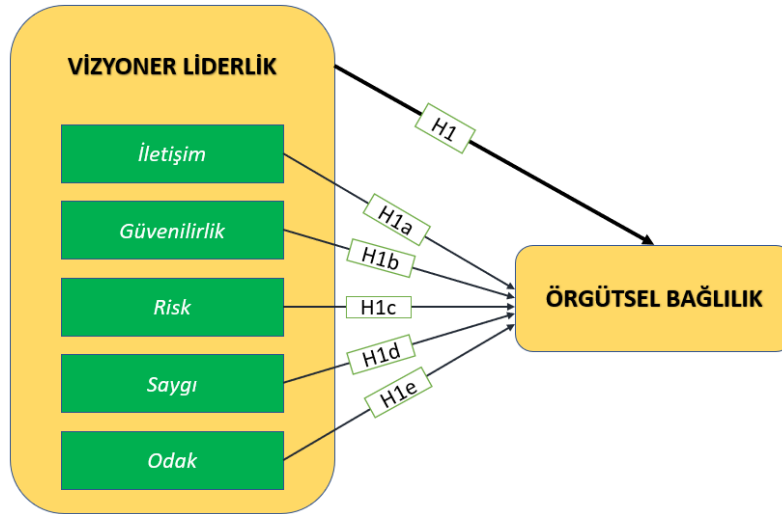 VİZYONER LİDERLİK
H1
İletişim
H1a
Güvenilirlik
H1b
Risk
H1c
ÖRGÜTSEL BAĞLILIK
Saygı
H1d
Odak
H1e